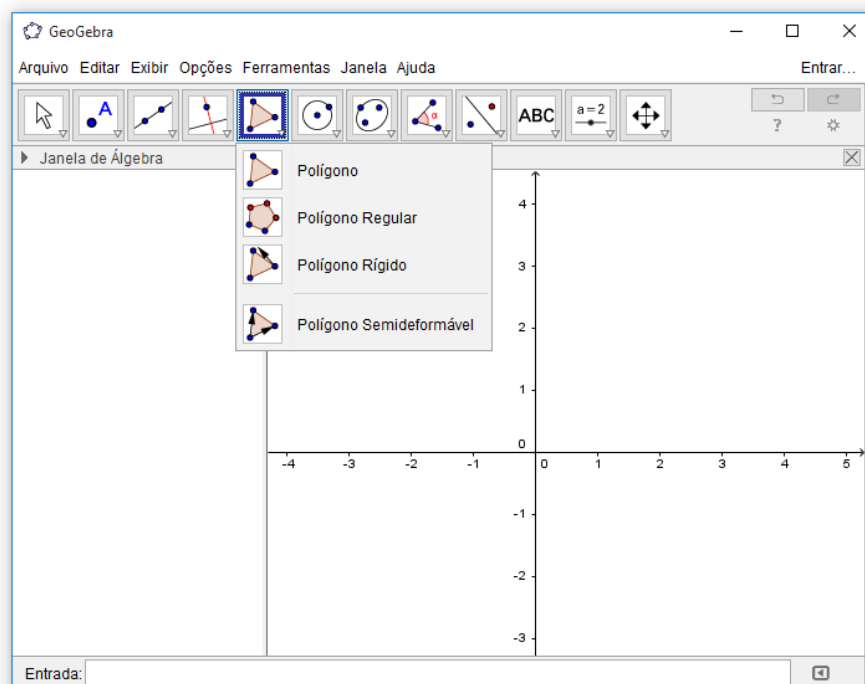 GeoGebra
Arquivo Editar Exibir Opções Ferramentas Janela Ajuda Entrar...
A α ABC a=2 ?
Janela de Álgebra
Polígono
Polígono Regular
Polígono Rígido
Polígono Semideformável
4
3
2
1
0
-4 -3 -2 -1 0 1 2 3 4 5
-1
-2
-3
Entrada: